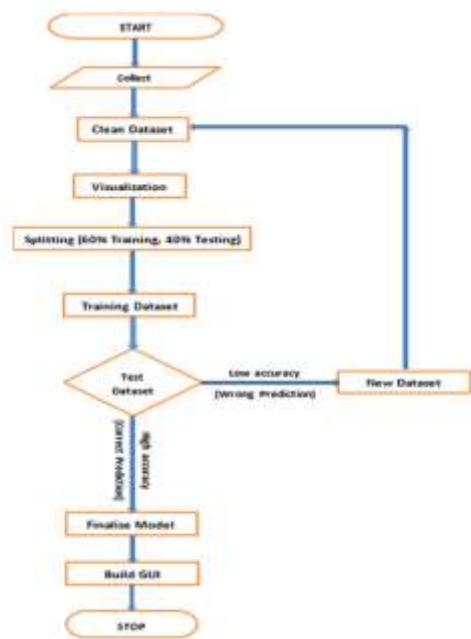 START
Collect
Clean Dataset
Visualization
Splitting (60% Training, 40% Testing)
Training Dataset
Test
Dataset
Low accuracy
(Wrong Prediction)
New Dataset
High accuracy
(Correct Prediction)
Finalise Model
Build GUI
STOP